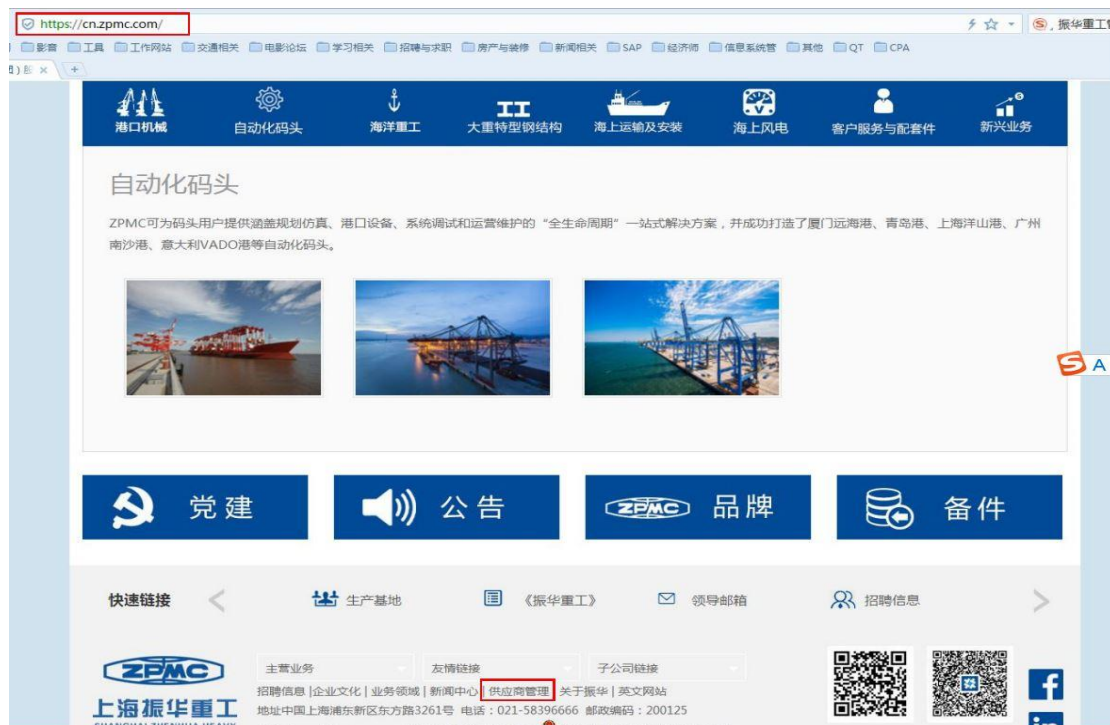 https://cn.zpmc.com/
振华重工
影音 工具 工作网站 交通相关 电影论坛 学习相关 招聘与求职 房产与装修 新闻相关 SAP 经济师 信息系统管 其他 QT CPA
港口机械 自动化码头 海洋重工 大重特型钢结构 海上运输及安装 海上风电 客户服务与配套件 新兴业务
自动化码头
ZPMC可为码头用户提供涵盖规划仿真、港口设备、系统调试和运营维护的“全生命周期”一站式解决方案，并成功打造了厦门远海港、青岛港、上海洋山港、广州
南沙港、意大利VADO港等自动化码头。
A
党建 公告 ZPMC 品牌 备件
快速链接 < 生产基地 《振华重工》 领导邮箱 招聘信息 >
ZPMC
主营业务 友情链接 子公司链接
招聘信息|企业文化|业务领域|新闻中心|供应商管理|关于振华|英文网站
上海振华重工
地址中国上海浦东新区东方路3261号 电话：021-58396666 邮政编码：200125
f
in